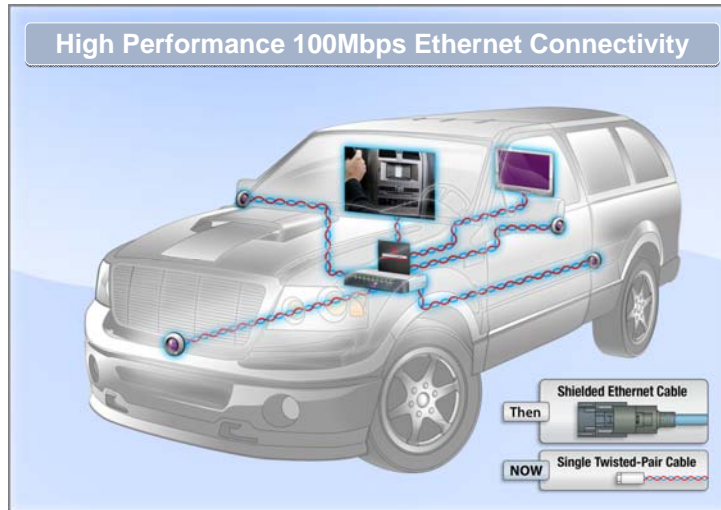 High Performance 100Mbps Ethernet Connectivity
Shielded Ethernet Cable
Then
Single Twisted-Pair Cable
NOW